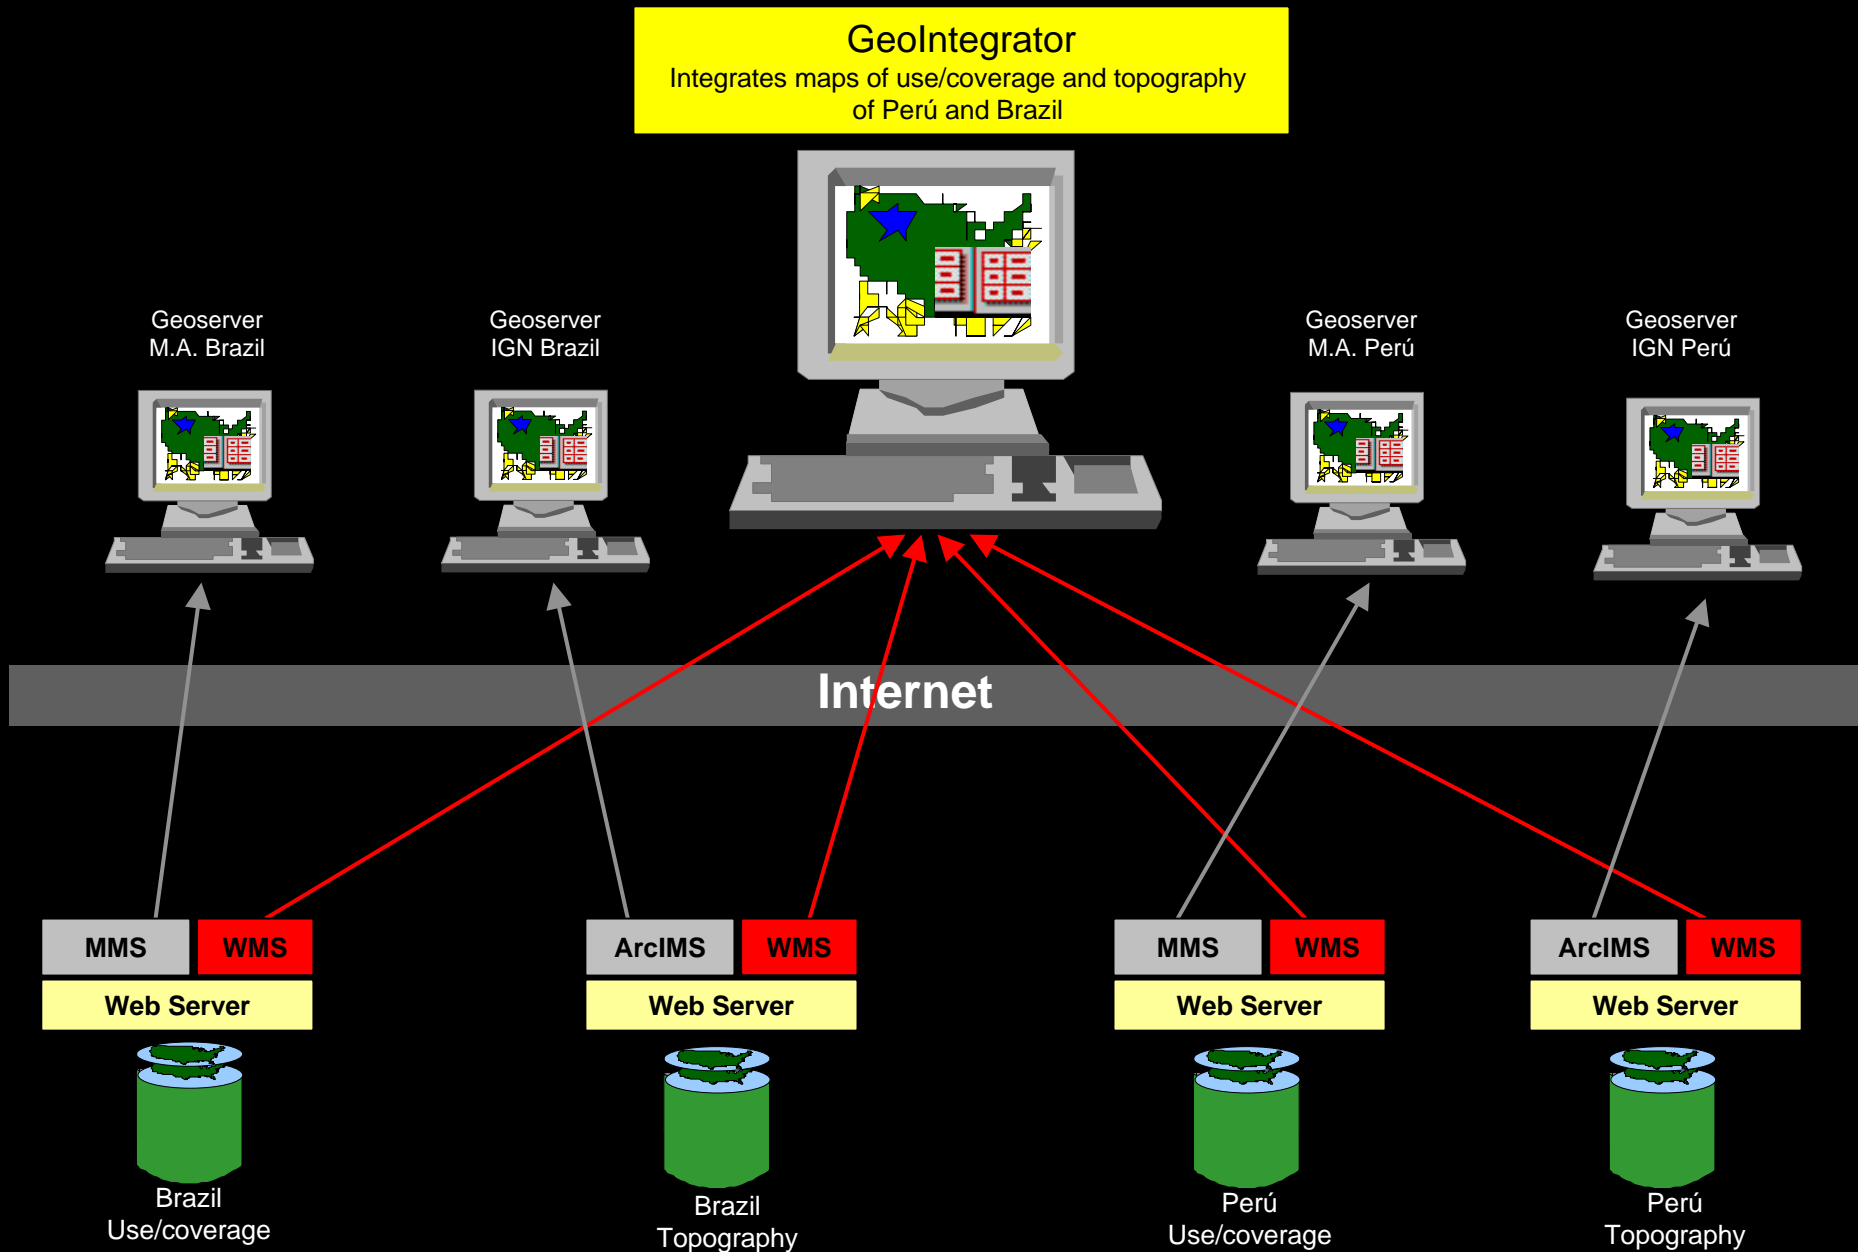 GeoIntegrator
Integrates maps of use/coverage and topography
of Perú and Brazil
Geoserver
M.A. Brazil
Geoserver
IGN Brazil
Geoserver
M.A. Perú
Geoserver
IGN Perú
Internet
MMS
WMS
ArcIMS
WMS
MMS
WMS
ArcIMS
WMS
Web Server
Web Server
Web Server
Web Server
Brazil
Use/coverage
Brazil
Topography
Perú
Use/coverage
Perú
Topography